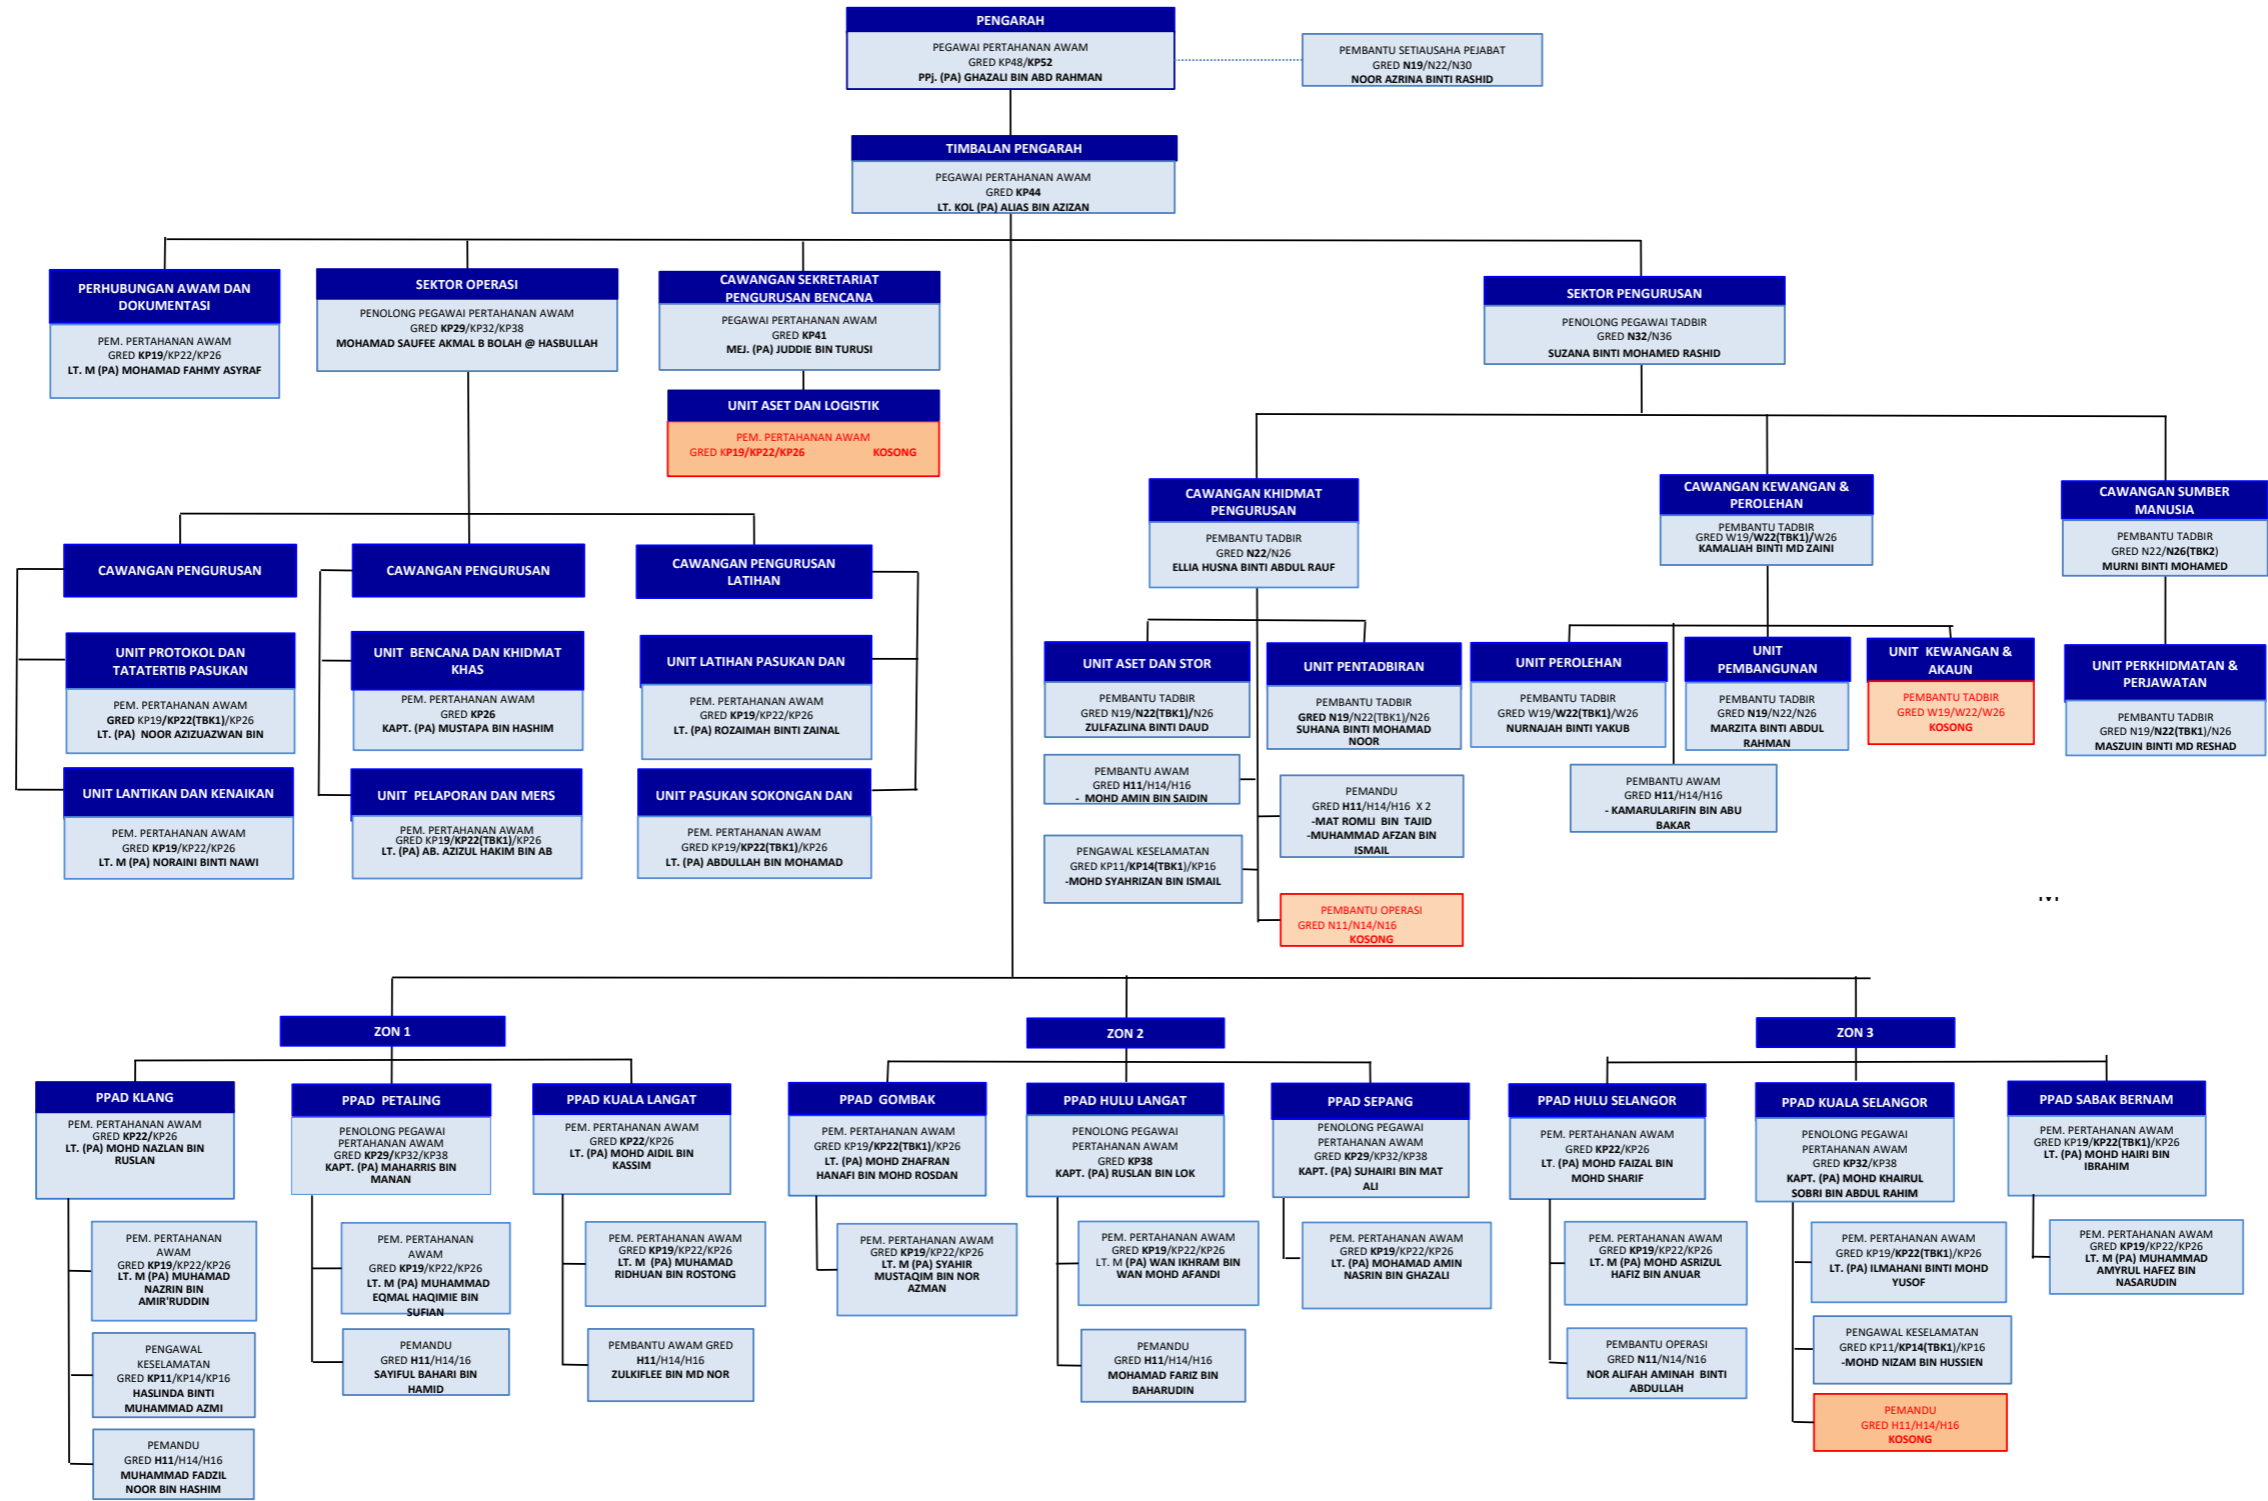 PENGARAH
PEGAWAI PERTAHANAN AWAM
GRED KP48/KP52
PPj. (PA) GHAZALI BIN ABD RAHMAN
PEMBANTU SETIAUSAHA PEJABAT
GRED N19/N22/N30
NOOR AZRINA BINTI RASHID
TIMBALAN PENGARAH
PEGAWAI PERTAHANAN AWAM
GRED KP44
LT. KOL (PA) ALIAS BIN AZIZAN
PERHUBUNGAN AWAM DAN
DOKUMENTASI
PEM. PERTAHANAN AWAM
GRED KP19/KP22/KP26
LT. M (PA) MOHAMAD FAHMY ASYRAF
SEKTOR OPERASI
PENOLONG PEGAWAI PERTAHANAN AWAM
GRED KP29/KP32/KP38
MOHAMAD SAUFEE AKMAL B BOLAH @ HASBULLAH
CAWANGAN SEKRETARIAT
PENGURUSAN BENCANA
PEGAWAI PERTAHANAN AWAM
GRED KP41
MEJ. (PA) JUDDIE BIN TURUSI
UNIT ASET DAN LOGISTIK
PEM. PERTAHANAN AWAM
GRED KP19/KP22/KP26 KOSONG
SEKTOR PENGURUSAN
PENOLONG PEGAWAI TADBIR
GRED N32/N36
SUZANA BINTI MOHAMED RASHID
CAWANGAN PENGURUSAN
UNIT PROTOKOL DAN
TATATERTIB PASUKAN
PEM. PERTAHANAN AWAM
GRED KP19/KP22(TBK1)/KP26
LT. (PA) NOOR AZIZUAZWAN BIN
UNIT LANTIKAN DAN KENAIKAN
PEM. PERTAHANAN AWAM
GRED KP19/KP22/KP26
LT. M (PA) NORAINI BINTI NAWI
CAWANGAN PENGURUSAN
UNIT BENCANA DAN KHIDMAT
KHAS
PEM. PERTAHANAN AWAM
GRED KP26
KAPT. (PA) MUSTAPA BIN HASHIM
UNIT PELAPORAN DAN MERS
PEM. PERTAHANAN AWAM
GRED KP19/KP22(TBK1)/KP26
LT. (PA) AB. AZIZUL HAKIM BIN AB
CAWANGAN PENGURUSAN
LATIHAN
UNIT LATIHAN PASUKAN DAN
PEM. PERTAHANAN AWAM
GRED KP19/KP22/KP26
LT. (PA) ROZAIMAH BINTI ZAINAL
UNIT PASUKAN SOKONGAN DAN
PEM. PERTAHANAN AWAM
GRED KP19/KP22(TBK1)/KP26
LT. (PA) ABDULLAH BIN MOHAMAD
CAWANGAN KHIDMAT
PENGURUSAN
PEMBANTU TADBIR
GRED N22/N26
ELLIA HUSNA BINTI ABDUL RAUF
UNIT ASET DAN STOR
PEMBANTU TADBIR
GRED N19/N22(TBK1)/N26
ZULFAZLINA BINTI DAUD
UNIT PENTADBIRAN
PEMBANTU TADBIR
GRED N19/N22(TBK1)/N26
SUHANA BINTI MOHAMAD
NOOR
PEMBANTU AWAM
GRED H11/H14/H16
- MOHD AMIN BIN SAIDIN
PEMANDU
GRED H11/H14/H16 X 2
-MAT ROMLI BIN TAJID
-MUHAMMAD AFZAN BIN
ISMAIL
PENGAWAL KESELAMATAN
GRED KP11/KP14(TBK1)/KP16
-MOHD SYAHRIZAN BIN ISMAIL
PEMBANTU OPERASI
GRED N11/N14/N16
KOSONG
CAWANGAN KEWANGAN &
PEROLEHAN
PEMBANTU TADBIR
GRED W19/W22(TBK1)/W26
KAMALIAH BINTI MD ZAINI
UNIT PEROLEHAN
PEMBANTU TADBIR
GRED W19/W22(TBK1)/W26
NURNAJAH BINTI YAKUB
UNIT
PEMBANGUNAN
PEMBANTU TADBIR
GRED N19/N22/N26
MARZITA BINTI ABDUL
RAHMAN
UNIT KEWANGAN &
AKAUN
PEMBANTU TADBIR
GRED W19/W22/W26
KOSONG
PEMBANTU AWAM
GRED H11/H14/H16
- KAMARULARIFIN BIN ABU
BAKAR
CAWANGAN SUMBER
MANUSIA
PEMBANTU TADBIR
GRED N22/N26(TBK2)
MURNI BINTI MOHAMED
UNIT PERKHIDMATAN &
PERJAWATAN
PEMBANTU TADBIR
GRED N19/N22(TBK1)/N26
MASZUIN BINTI MD RESHAD
ZON 1
PPAD KLANG
PEM. PERTAHANAN AWAM
GRED KP22/KP26
LT. (PA) MOHD NAZLAN BIN
RUSLAN
PEM. PERTAHANAN
AWAM
GRED KP19/KP22/KP26
LT. M (PA) MUHAMAD
NAZRIN BIN
AMIR'RUDDIN
PENGAWAL
KESELAMATAN
GRED KP11/KP14/KP16
HASLINDA BINTI
MUHAMMAD AZMI
PEMANDU
GRED H11/H14/H16
MUHAMMAD FADZIL
NOOR BIN HASHIM
PPAD PETALING
PENOLONG PEGAWAI
PERTAHANAN AWAM
GRED KP29/KP32/KP38
KAPT. (PA) MAHARRIS BIN
MANAN
PEM. PERTAHANAN
AWAM
GRED KP19/KP22/KP26
LT. M (PA) MUHAMMAD
EQMAL HAQIMIE BIN
SUFIAN
PEMANDU
GRED H11/H14/16
SAYIFUL BAHARI BIN
HAMID
PPAD KUALA LANGAT
PEM. PERTAHANAN AWAM
GRED KP22/KP26
LT. (PA) MOHD AIDIL BIN
KASSIM
PEM. PERTAHANAN AWAM
GRED KP19/KP22/KP26
LT. M (PA) MUHAMAD
RIDHUAN BIN ROSTONG
PEMBANTU AWAM GRED
H11/H14/H16
ZULKIFLEE BIN MD NOR
ZON 2
PPAD GOMBAK
PEM. PERTAHANAN AWAM
GRED KP19/KP22(TBK1)/KP26
LT. (PA) MOHD ZHAFRAN
HANAFI BIN MOHD ROSDAN
PEM. PERTAHANAN AWAM
GRED KP19/KP22/KP26
LT. M (PA) SYAHIR
MUSTAQIM BIN NOR
AZMAN
PPAD HULU LANGAT
PENOLONG PEGAWAI
PERTAHANAN AWAM
GRED KP38
KAPT. (PA) RUSLAN BIN LOK
PEM. PERTAHANAN AWAM
GRED KP19/KP22/KP26
LT. M (PA) WAN IKHRAM BIN
WAN MOHD AFANDI
PEMANDU
GRED H11/H14/H16
MOHAMAD FARIZ BIN
BAHARUDIN
PPAD SEPANG
PENOLONG PEGAWAI
PERTAHANAN AWAM
GRED KP29/KP32/KP38
KAPT. (PA) SUHAIRI BIN MAT
ALI
PEM. PERTAHANAN AWAM
GRED KP19/KP22/KP26
LT. (PA) MOHAMAD AMIN
NASRIN BIN GHAZALI
ZON 3
PPAD HULU SELANGOR
PEM. PERTAHANAN AWAM
GRED KP22/KP26
LT. (PA) MOHD FAIZAL BIN
MOHD SHARIF
PEM. PERTAHANAN AWAM
GRED KP19/KP22/KP26
LT. M (PA) MOHD ASRIZUL
HAFIZ BIN ANUAR
PEMBANTU OPERASI
GRED N11/N14/N16
NOR ALIFAH AMINAH BINTI
ABDULLAH
PPAD KUALA SELANGOR
PENOLONG PEGAWAI
PERTAHANAN AWAM
GRED KP32/KP38
KAPT. (PA) MOHD KHAIRUL
SOBRI BIN ABDUL RAHIM
PEM. PERTAHANAN AWAM
GRED KP19/KP22(TBK1)/KP26
LT. (PA) ILMAHANI BINTI MOHD
YUSOF
PENGAWAL KESELAMATAN
GRED KP11/KP14(TBK1)/KP16
-MOHD NIZAM BIN HUSSIEN
PEMANDU
GRED H11/H14/H16
KOSONG
PPAD SABAK BERNAM
PEM. PERTAHANAN AWAM
GRED KP19/KP22(TBK1)/KP26
LT. (PA) MOHD HAIRI BIN
IBRAHIM
PEM. PERTAHANAN AWAM
GRED KP19/KP22/KP26
LT. M (PA) MUHAMMAD
AMYRUL HAFEZ BIN
NASARUDIN